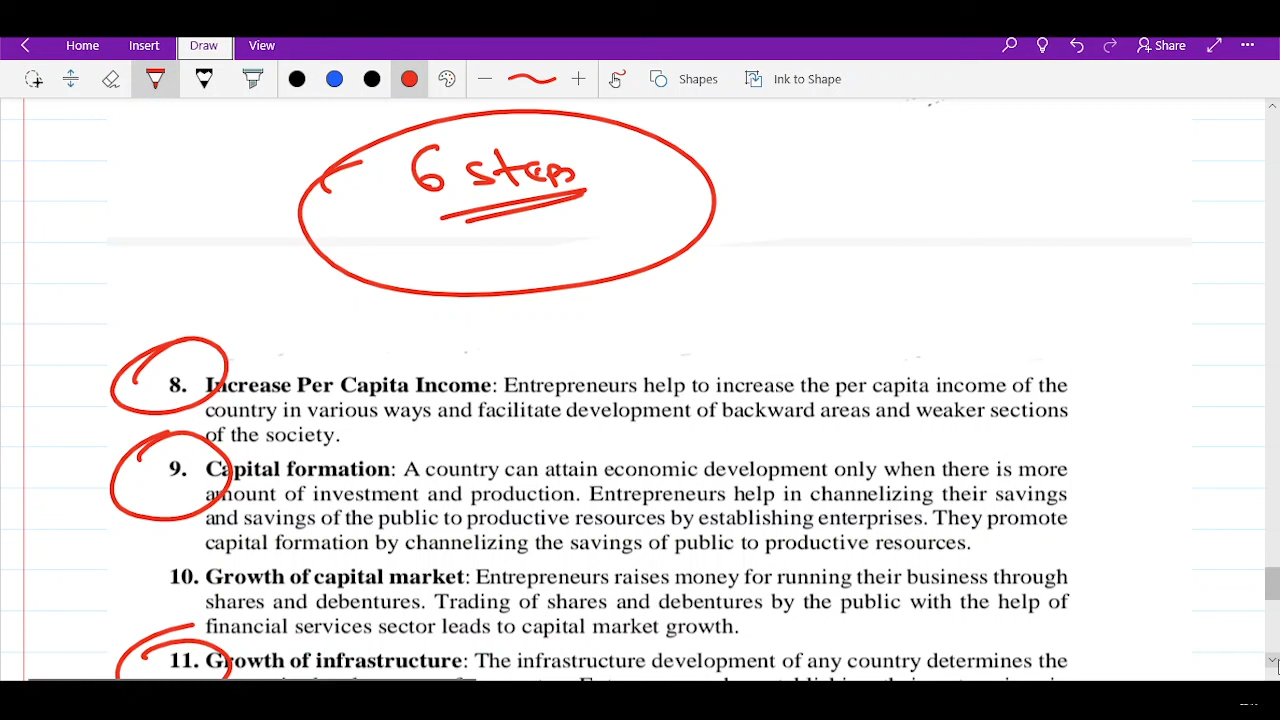 Home Insert Draw View Share
Shapes Ink to Shape
6 steps
8. Increase Per Capita Income: Entrepreneurs help to increase the per capita income of the
country in various ways and facilitate development of backward areas and weaker sections
of the society.
9. Capital formation: A country can attain economic development only when there is more
amount of investment and production. Entrepreneurs help in channelizing their savings
and savings of the public to productive resources by establishing enterprises. They promote
capital formation by channelizing the savings of public to productive resources.
10. Growth of capital market: Entrepreneurs raises money for running their business through
shares and debentures. Trading of shares and debentures by the public with the help of
financial services sector leads to capital market growth.
11. Growth of infrastructure: The infrastructure development of any country determines the